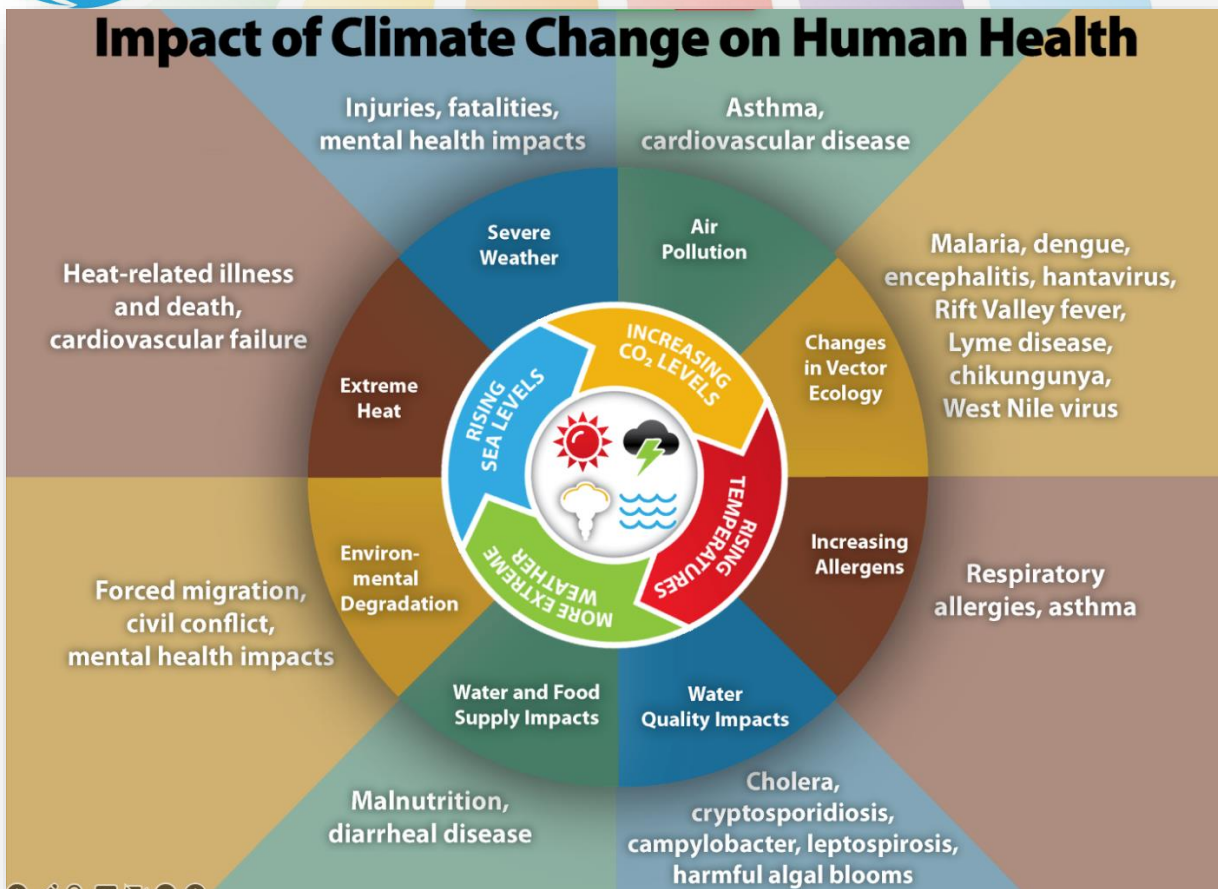 Impact of Climate Change on Human Health
Injuries, fatalities,
mental health impacts
Asthma,
cardiovascular disease
Severe
Weather
Air
Pollution
Heat-related illness
and death,
cardiovascular failure
Malaria, dengue,
encephalitis, hantavirus,
Rift Valley fever,
Lyme disease,
chikungunya,
West Nile virus
Extreme
Heat
Changes
in Vector
Ecology
RISING
SEA LEVELS
INCREASING
CO₂ LEVELS
RISING
TEMPERATURES
MORE EXTREME
WEATHER
Environ-
mental
Degradation
Increasing
Allergens
Forced migration,
civil conflict,
mental health impacts
Respiratory
allergies, asthma
Water and Food
Supply Impacts
Water
Quality Impacts
Malnutrition,
diarrheal disease
Cholera,
cryptosporidiosis,
campylobacter, leptospirosis,
harmful algal blooms